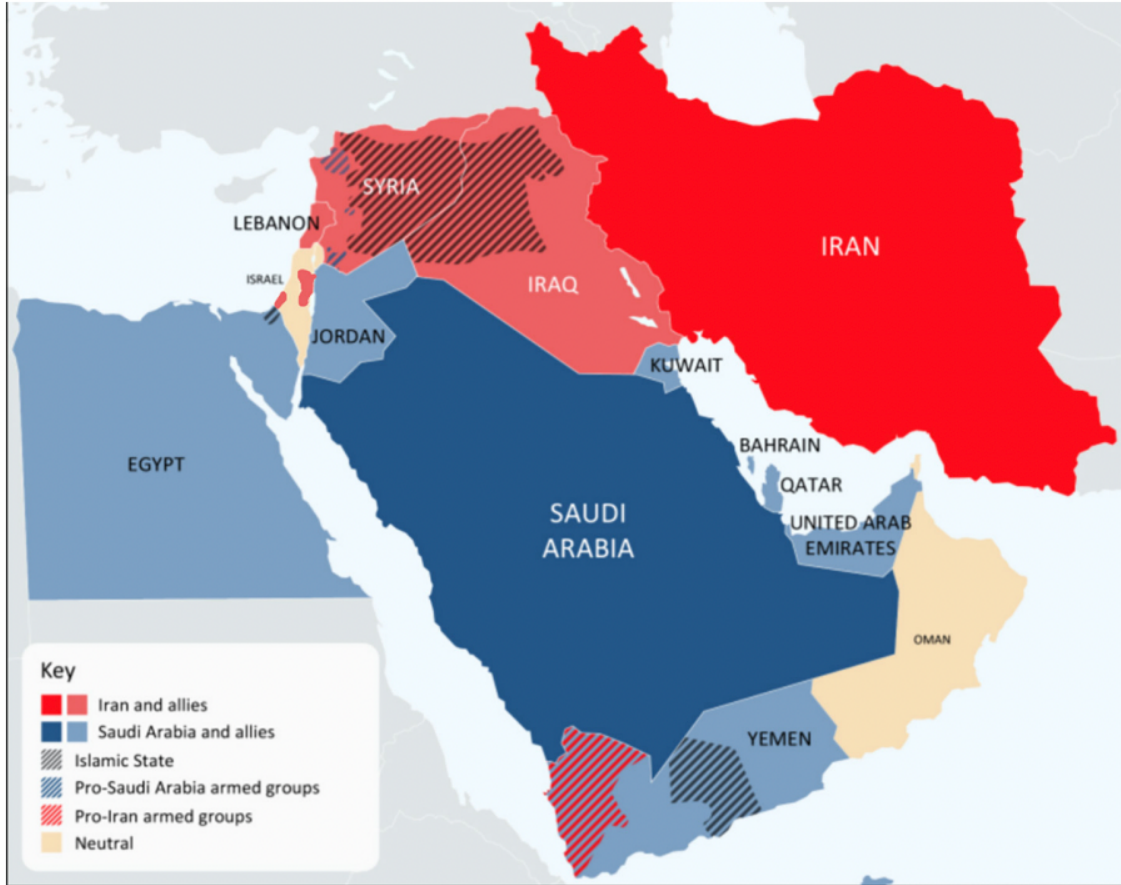 IRAN
SYRIA
LEBANON
IRAQ
ISRAEL
JORDAN
KUWAIT
BAHRAIN
EGYPT
QATAR
SAUDI
ARABIA
UNITED ARAB
EMIRATES
OMAN
YEMEN
Key
Iran and allies
Saudi Arabia and allies
Islamic State
Pro-Saudi Arabia armed groups
Pro-Iran armed groups
Neutral